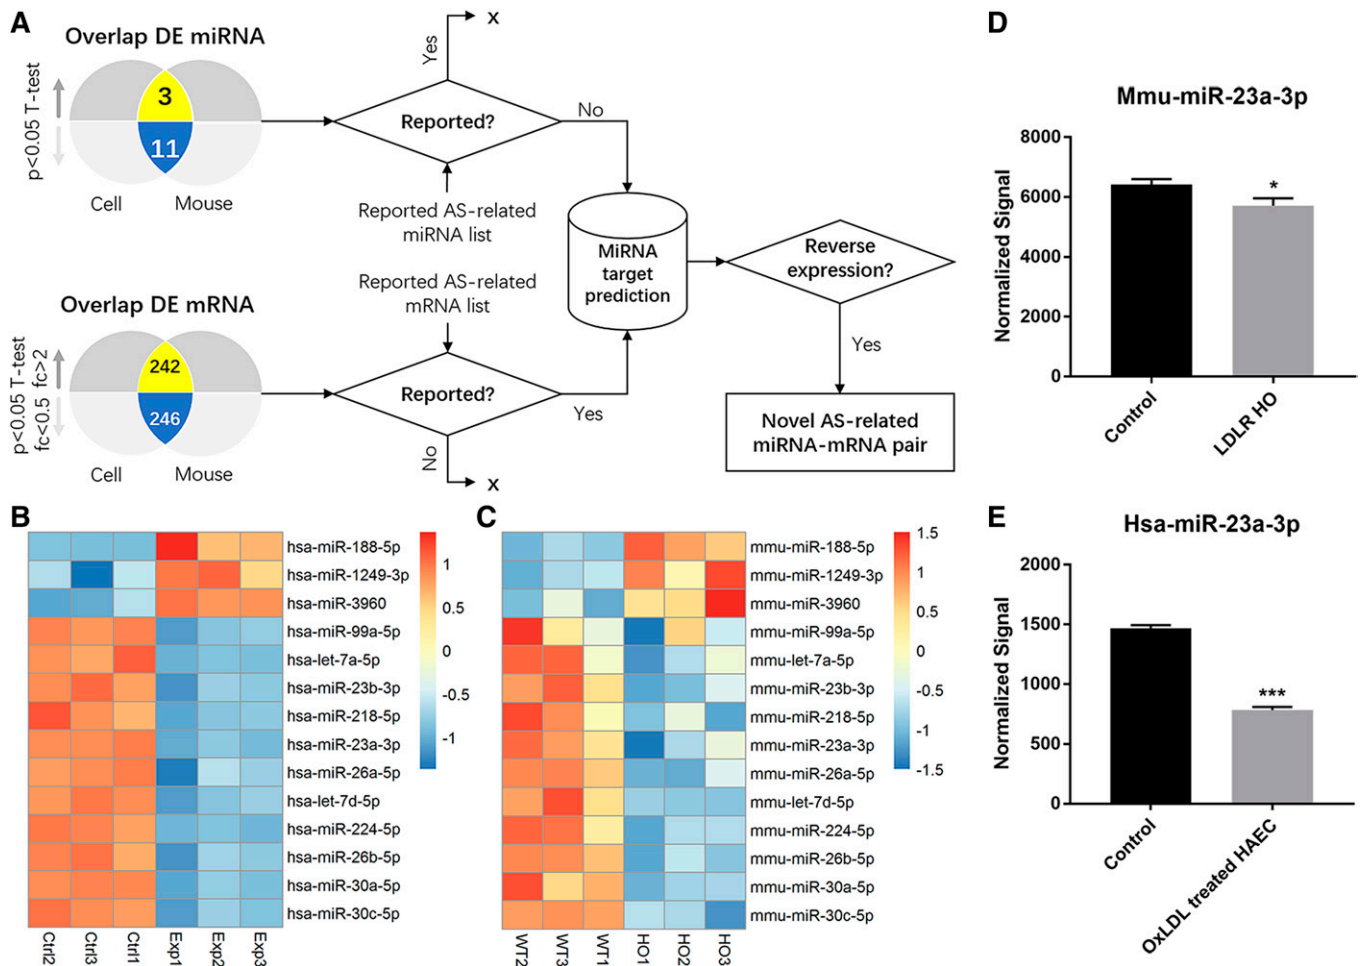 A
Overlap DE miRNA
p<0.05 T-test
3
11
Cell
Mouse
Reported?
Yes
x
No
Reported AS-related
miRNA list
Reported AS-related
mRNA list
Overlap DE mRNA
p<0.05 T-test
fc<0.5 fc>2
242
246
Cell
Mouse
Reported?
Yes
No
x
MiRNA
target
prediction
Reverse
expression?
Yes
Novel AS-related
miRNA-mRNA pair
B
hsa-miR-188-5p
hsa-miR-1249-3p
hsa-miR-3960
hsa-miR-99a-5p
hsa-let-7a-5p
hsa-miR-23b-3p
hsa-miR-218-5p
hsa-miR-23a-3p
hsa-miR-26a-5p
hsa-let-7d-5p
hsa-miR-224-5p
hsa-miR-26b-5p
hsa-miR-30a-5p
hsa-miR-30c-5p
Ctrl2
Ctrl3
Ctrl1
Exp1
Exp2
Exp3
1
0.5
0
-0.5
-1
C
mmu-miR-188-5p
mmu-miR-1249-3p
mmu-miR-3960
mmu-miR-99a-5p
mmu-let-7a-5p
mmu-miR-23b-3p
mmu-miR-218-5p
mmu-miR-23a-3p
mmu-miR-26a-5p
mmu-let-7d-5p
mmu-miR-224-5p
mmu-miR-26b-5p
mmu-miR-30a-5p
mmu-miR-30c-5p
WT2
WT3
WT1
HO1
HO2
HO3
1.5
1
0.5
0
-0.5
-1
-1.5
D
Mmu-miR-23a-3p
Normalized Signal
8000
6000
4000
2000
0
*
Control
LDLR HO
E
Hsa-miR-23a-3p
Normalized Signal
2000
1500
1000
500
0
***
Control
OxLDL treated HAEC